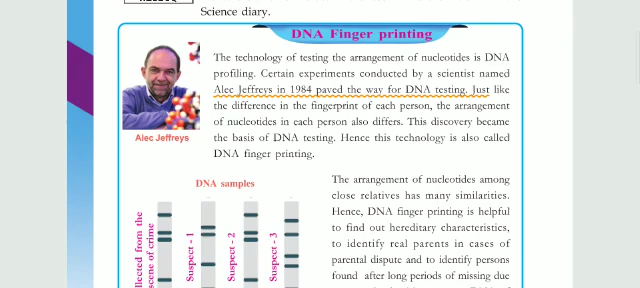 Science diary.
DNA Finger printing
The technology of testing the arrangement of nucleotides is DNA
profiling. Certain experiments conducted by a scientist named
Alec Jeffreys in 1984 paved the way for DNA testing. Just like
the difference in the fingerprint of each person, the arrangement
of nucleotides in each person also differs. This discovery became
the basis of DNA testing. Hence this technology is also called
DNA finger printing.
Alec Jeffreys
DNA samples
scene of crime
Suspect - 1
Suspect - 2
Suspect - 3
The arrangement of nucleotides among
close relatives has many similarities.
Hence, DNA finger printing is helpful
to find out hereditary characteristics,
to identify real parents in cases of
parental dispute and to identify persons
found after long periods of missing due